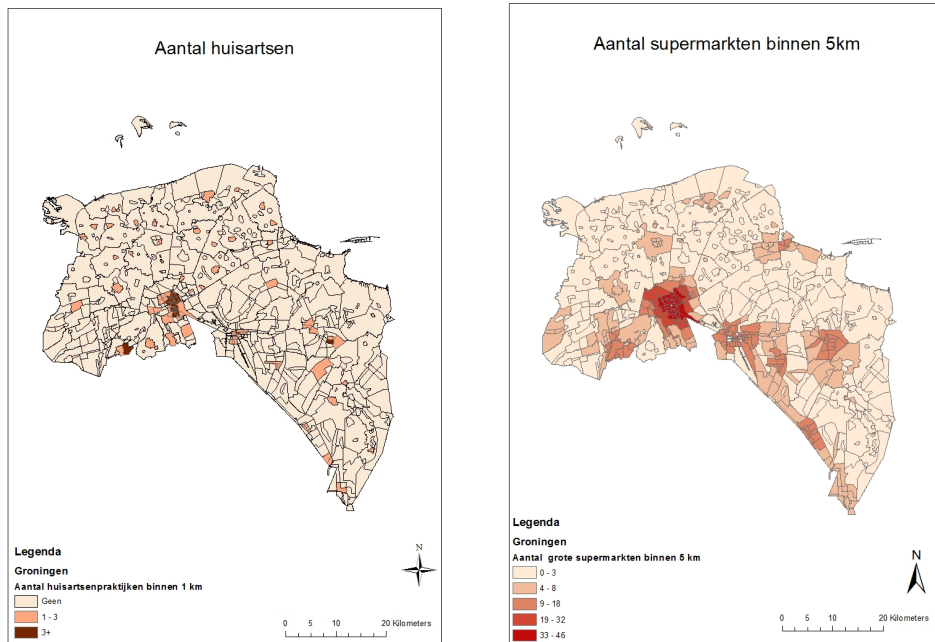 Aantal huisartsen
Legenda
Groningen
Aantal huisartsenpraktijken binnen 1 km
Geen
1 - 3
3+
N
0 5 10 20 Kilometers
Aantal supermarkten binnen 5km
Legenda
Groningen
Aantal grote supermarkten binnen 5 km
0 - 3
4 - 8
9 - 18
19 - 32
33 - 46
N
0 5 10 20 Kilometers